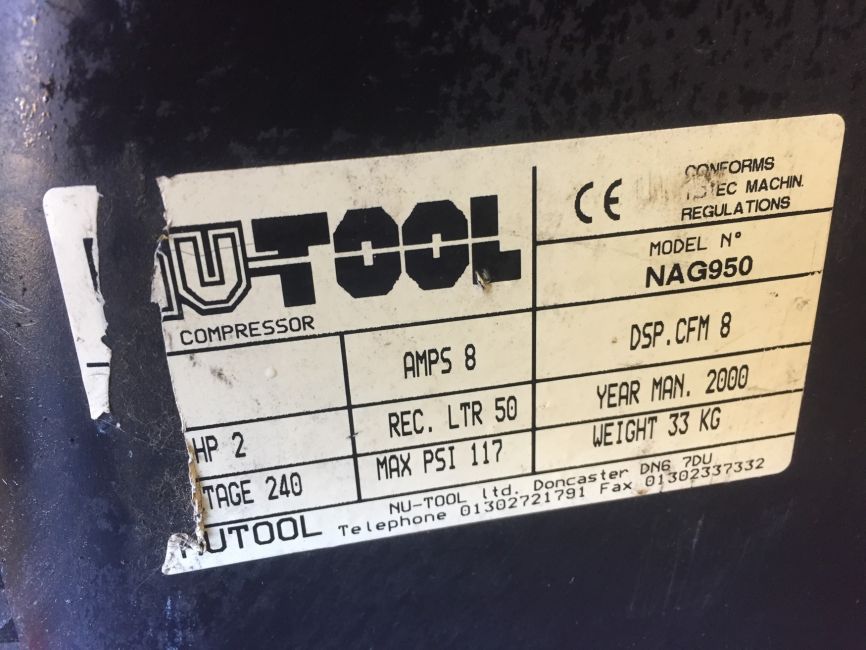 NU-TOOL
COMPRESSOR
CE
CONFORMS
EC MACHIN.
REGULATIONS
MODEL Nº
NAG950
AMPS 8
DSP.CFM 8
HP 2
REC. LTR 50
YEAR MAN. 2000
TAGE 240
MAX PSI 117
WEIGHT 33 KG
NUTOOL
NU-TOOL ltd. Doncaster DN6 7DU
Telephone 01302721791 Fax 01302337332